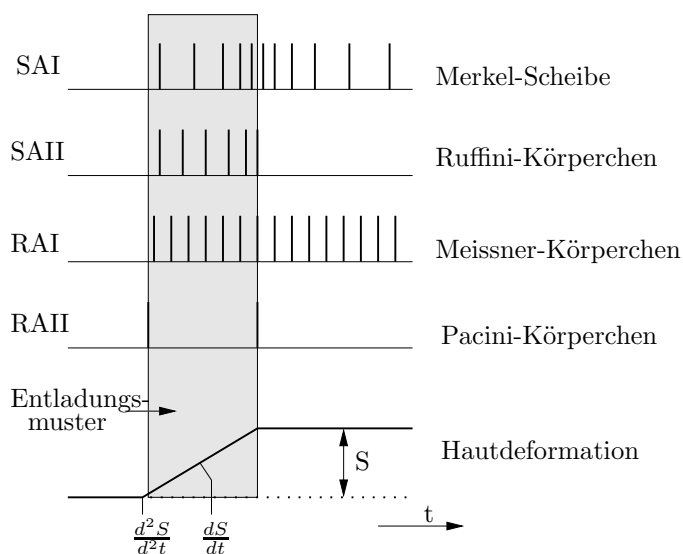 SAI
Merkel-Scheibe
SAII
Ruffini-Körperchen
RAI
Meissner-Körperchen
RAII
Pacini-Körperchen
Entladungs-
muster
Hautdeformation
S
d²S/d²t
dS/dt
t